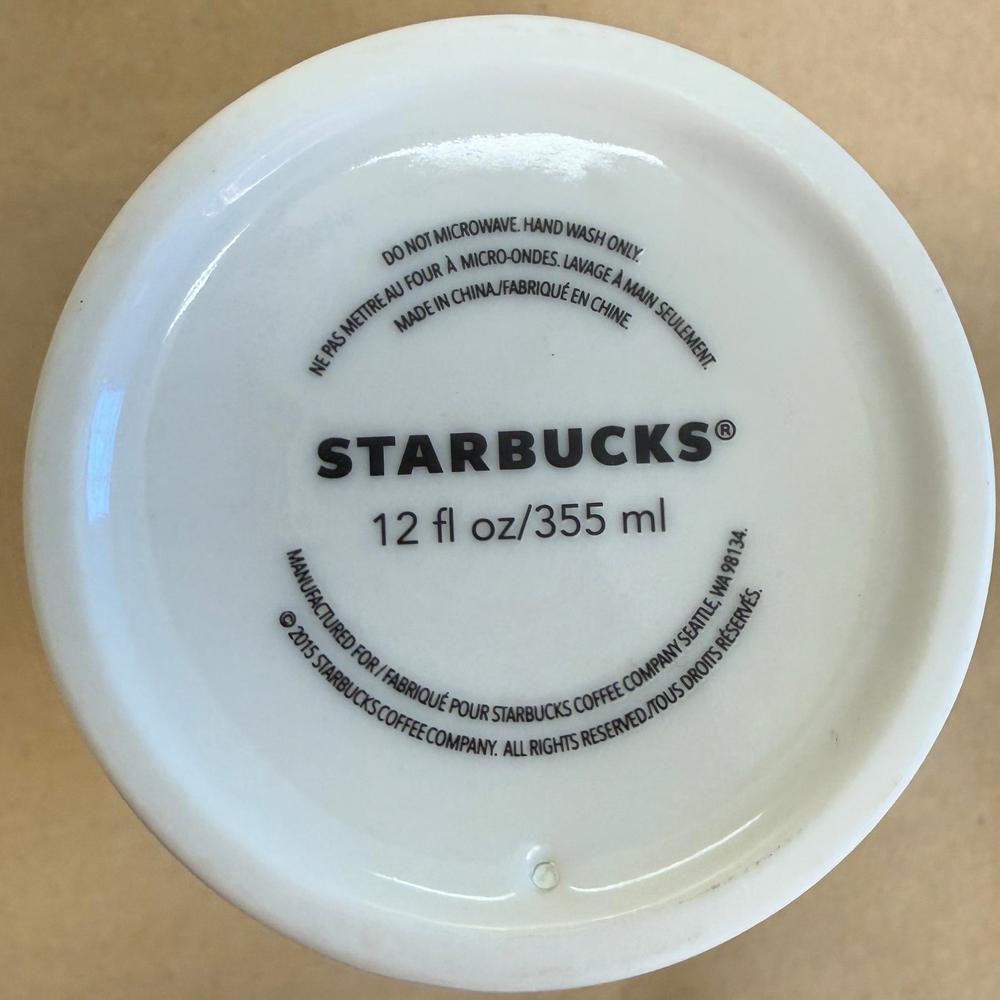 DO NOT MICROWAVE. HAND WASH ONLY.
NE PAS METTRE AU FOUR À MICRO-ONDES. LAVAGE À MAIN SEULEMENT.
MADE IN CHINA./FABRIQUÉ EN CHINE.
STARBUCKS®
12 fl oz/355 ml
MANUFACTURED FOR / FABRIQUÉ POUR STARBUCKS COFFEE COMPANY SEATTLE, WA 98134.
© 2015 STARBUCKS COFFEE COMPANY. ALL RIGHTS RESERVED./TOUS DROITS RÉSERVÉS.